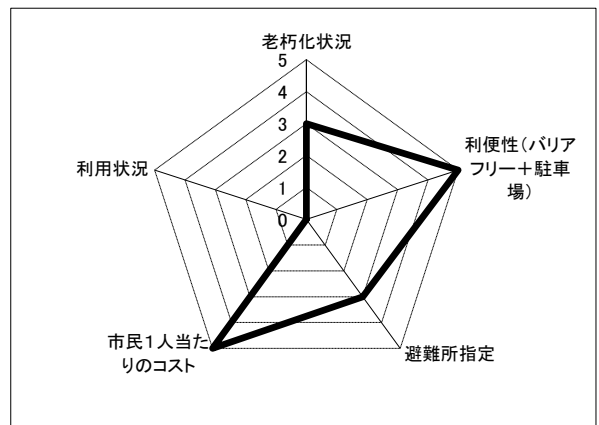 老朽化状況
5
4
3
2
1
0
利便性（バリア
フリー＋駐車
場）
避難所指定
市民１人当た
りのコスト
利用状況